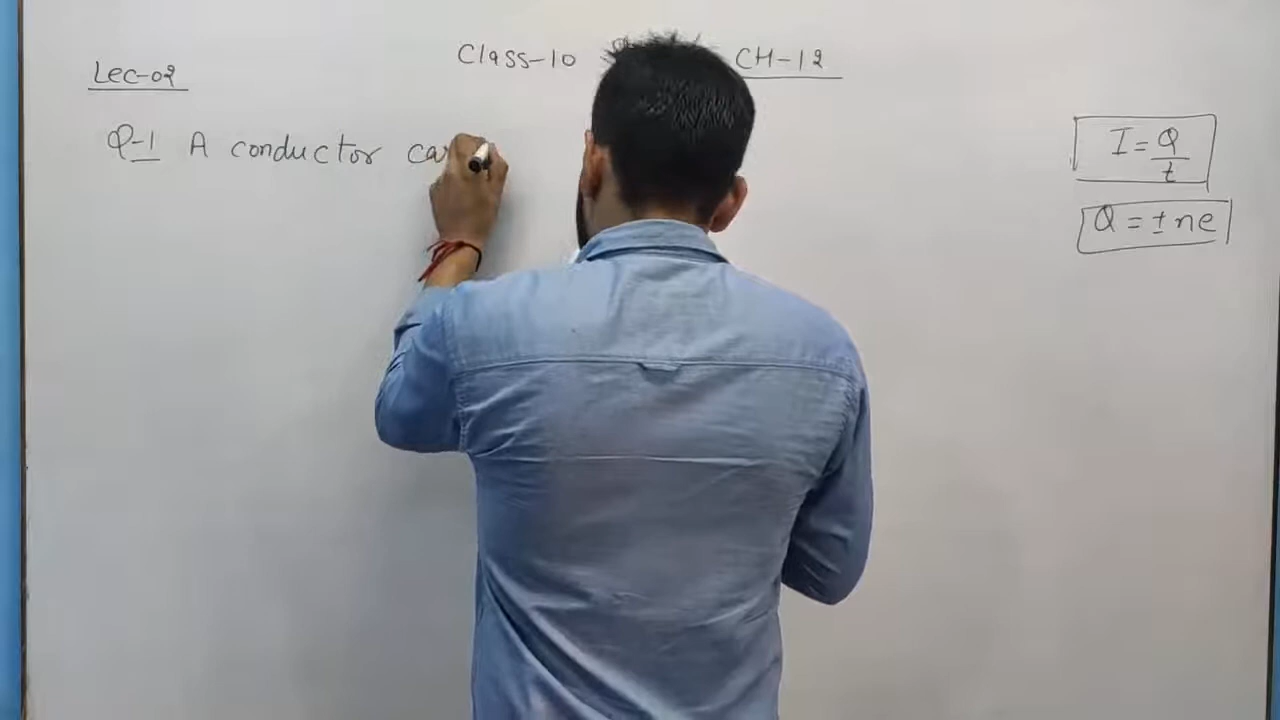 Class-10 CH-12
Lec-02
Q-1 A conductor ca
I = Q/t
Q = ± ne